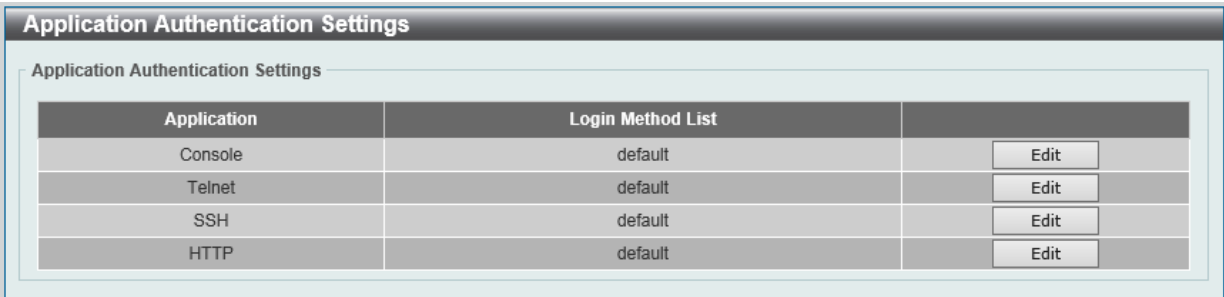 Application Authentication Settings
Application Authentication Settings
Application Login Method List
Console default Edit
Telnet default Edit
SSH default Edit
HTTP default Edit